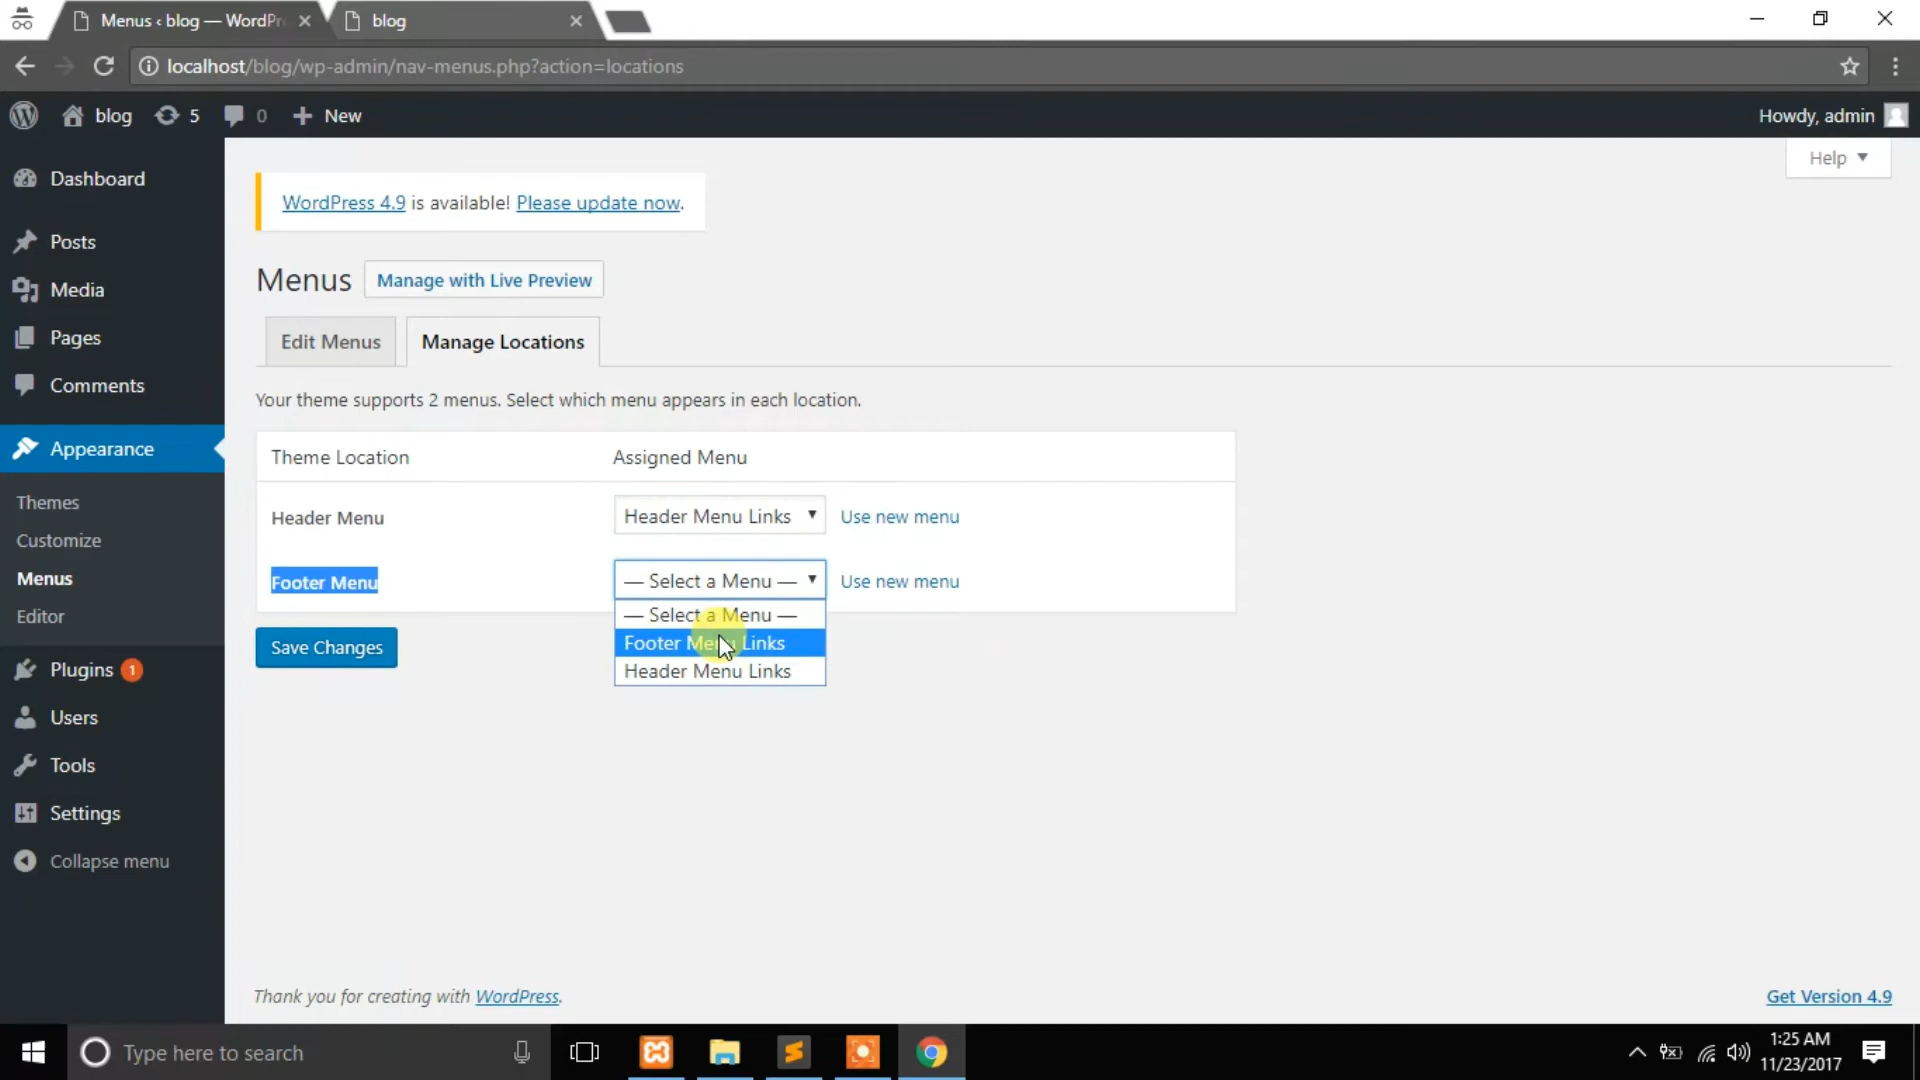 Menus ‹ blog — WordPr
blog
localhost/blog/wp-admin/nav-menus.php?action=locations
blog 5 0 New
Howdy, admin
Help
Dashboard
Posts
Media
Pages
Comments
Appearance
Themes
Customize
Menus
Editor
Plugins 1
Users
Tools
Settings
Collapse menu
WordPress 4.9 is available! Please update now.
Menus Manage with Live Preview
Edit Menus Manage Locations
Your theme supports 2 menus. Select which menu appears in each location.
Theme Location Assigned Menu
Header Menu Header Menu Links Use new menu
Footer Menu — Select a Menu — Use new menu
— Select a Menu —
Footer Menu Links
Header Menu Links
Save Changes
Thank you for creating with WordPress.
Get Version 4.9
Type here to search
1:25 AM
11/23/2017